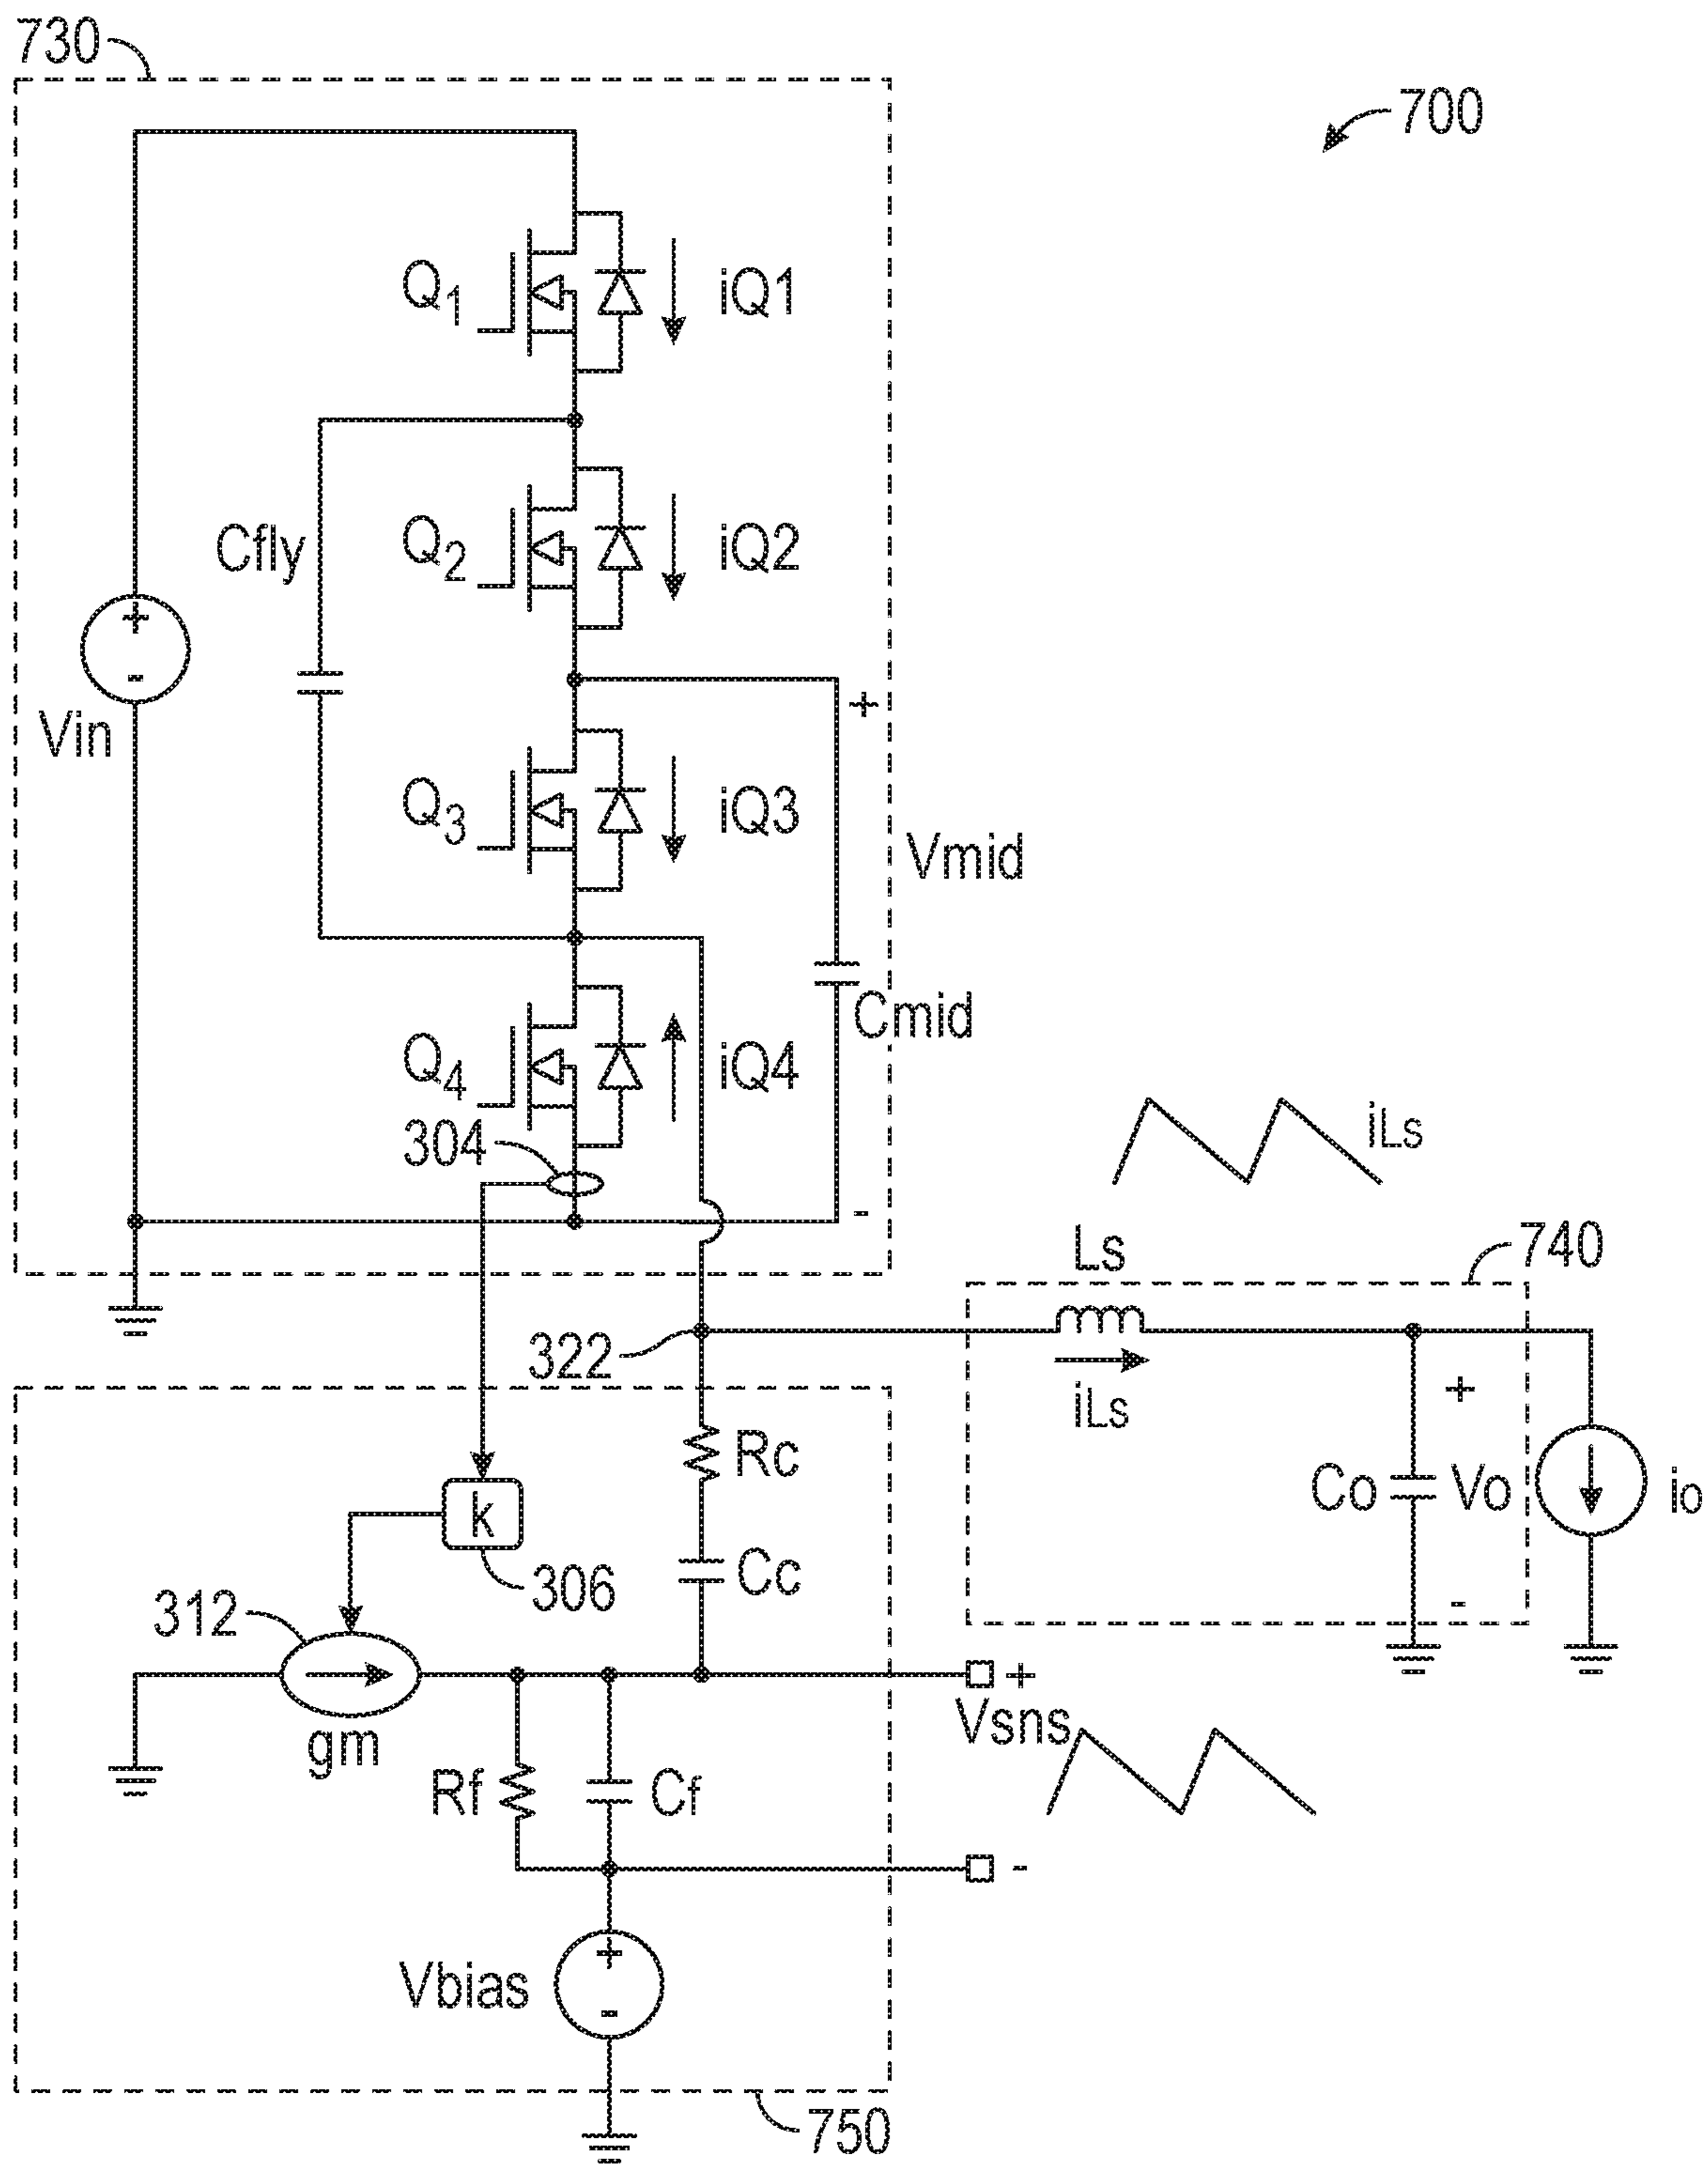 730
700
Q1
iQ1
Cfly
Q2
iQ2
+
-
Vin
+
Q3
iQ3
Vmid
Cmid
Q4
iQ4
304
-
iLs
Ls
740
322
iLs
Rc
+
Co
Vo
io
k
Cc
306
-
312
gm
+
Vsns
Rf
Cf
-
Vbias
+
-
750